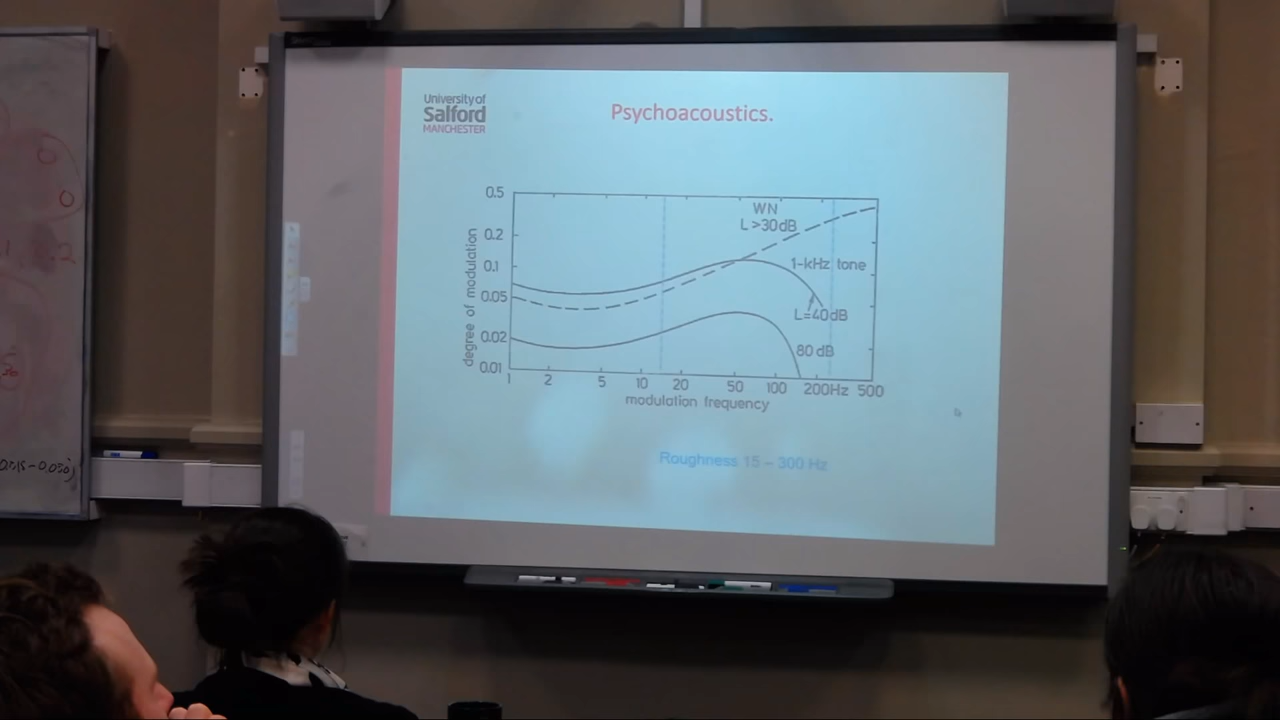 University of
Salford
MANCHESTER
Psychoacoustics.
0.5
0.2
0.1
0.05
0.02
0.01
degree of modulation
WN
L>30dB
1-kHz tone
L=40dB
80 dB
1 2 5 10 20 50 100 200Hz 500
modulation frequency
Roughness 15 – 300 Hz